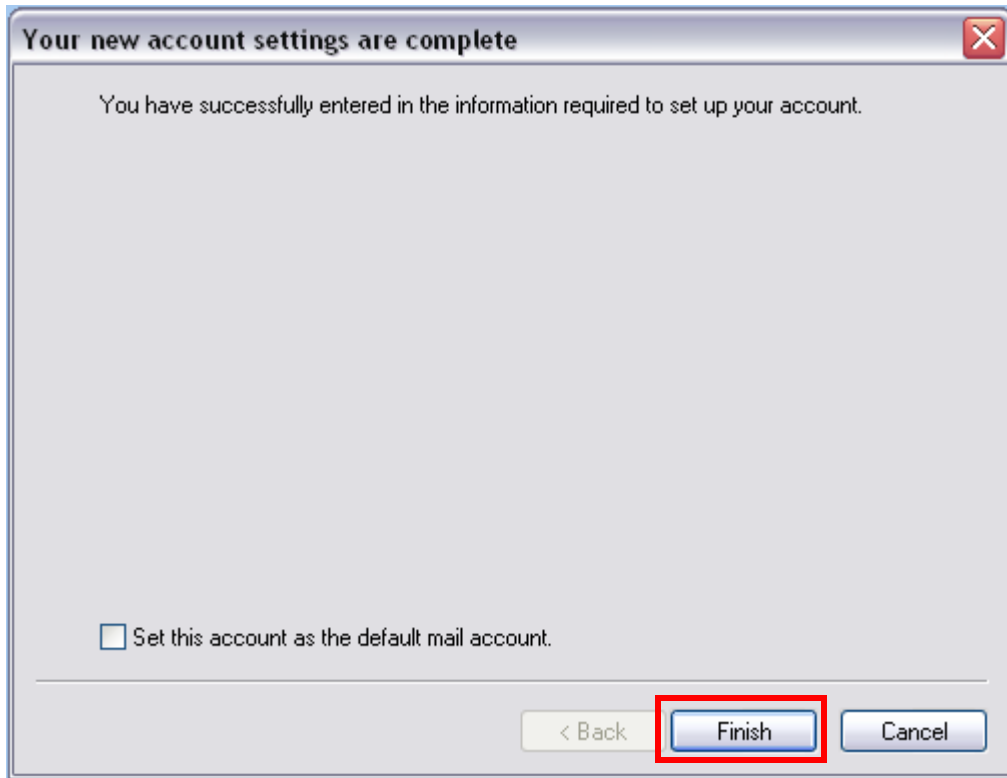 Your new account settings are complete
You have successfully entered in the information required to set up your account.
Set this account as the default mail account.
< Back Finish Cancel